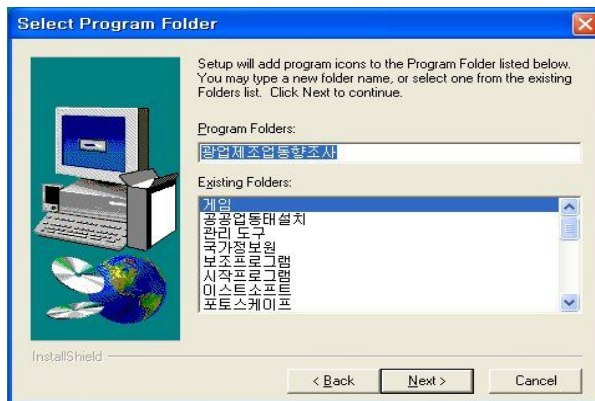 Select Program Folder
Setup will add program icons to the Program Folder listed below.
You may type a new folder name, or select one from the existing
Folders list. Click Next to continue.
Program Folders:
광업제조업동향조사
Existing Folders:
게임
공공업동태설치
관리 도구
국가정보원
보조프로그램
시작프로그램
이스트소프트
포토스케이프
InstallShield
< Back
Next >
Cancel